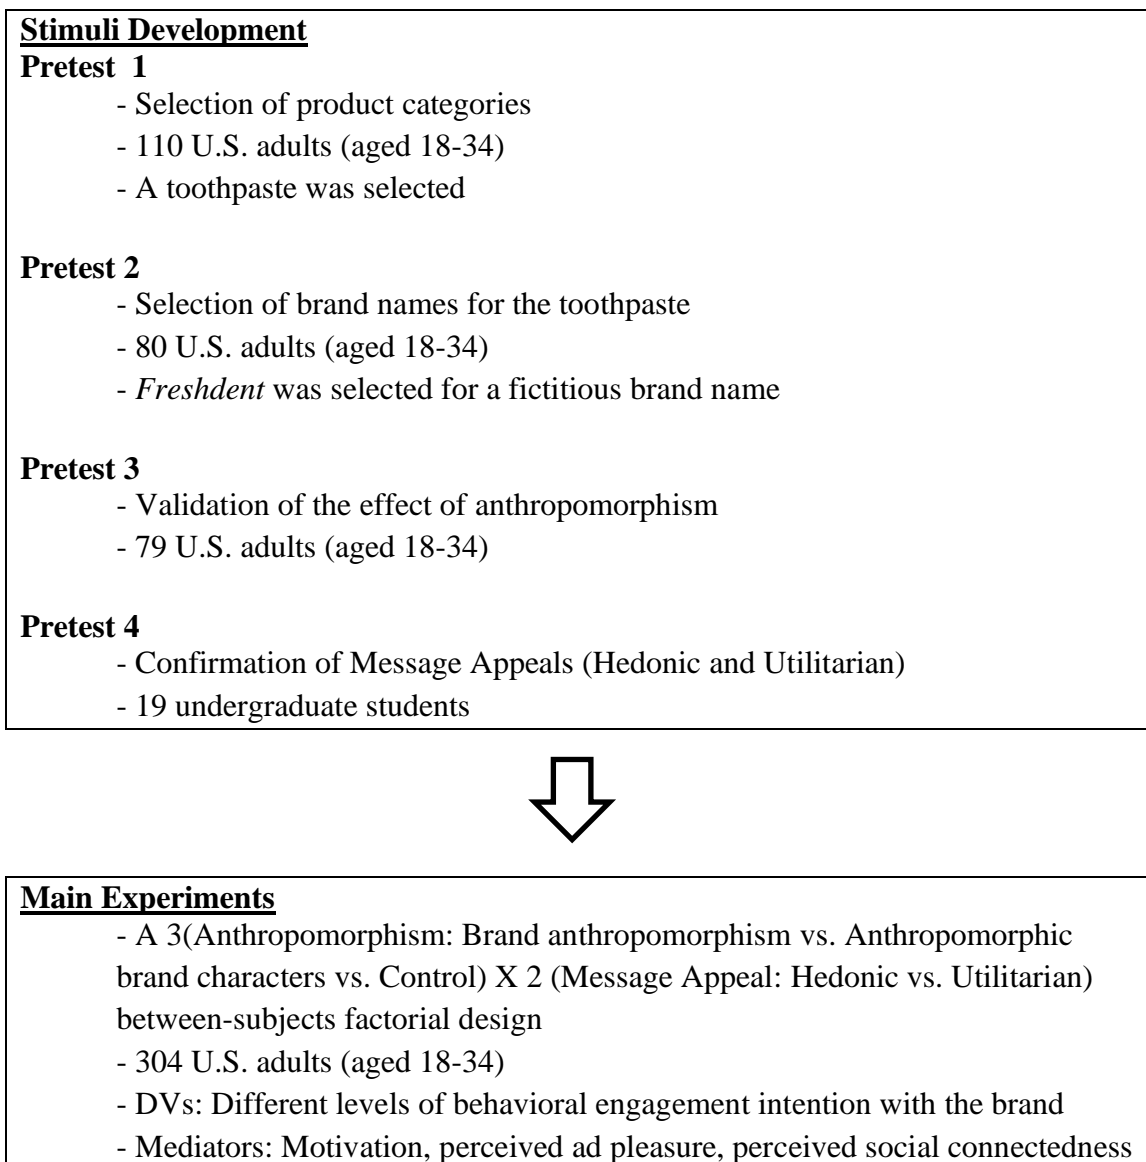 Stimuli Development
Pretest  1
- Selection of product categories
- 110 U.S. adults (aged 18-34)
- A toothpaste was selected
Pretest 2
- Selection of brand names for the toothpaste
- 80 U.S. adults (aged 18-34)
- Freshdent was selected for a fictitious brand name
Pretest 3
- Validation of the effect of anthropomorphism
- 79 U.S. adults (aged 18-34)
Pretest 4
- Confirmation of Message Appeals (Hedonic and Utilitarian)
- 19 undergraduate students
Main Experiments
- A 3(Anthropomorphism: Brand anthropomorphism vs. Anthropomorphic
brand characters vs. Control) X 2 (Message Appeal: Hedonic vs. Utilitarian)
between-subjects factorial design
- 304 U.S. adults (aged 18-34)
- DVs: Different levels of behavioral engagement intention with the brand
- Mediators: Motivation, perceived ad pleasure, perceived social connectedness